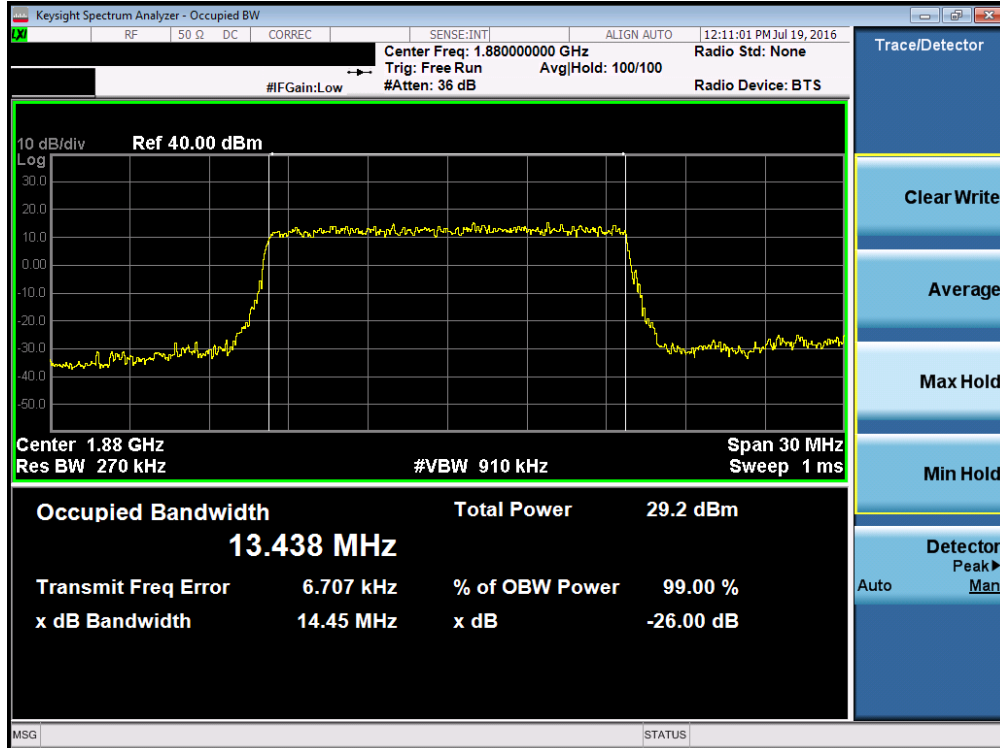 Keysight Spectrum Analyzer - Occupied BW
LXI RF 50 Ω DC CORREC SENSE:INT ALIGN AUTO 12:11:01 PM Jul 19, 2016
Center Freq: 1.880000000 GHz Radio Std: None
Trig: Free Run Avg|Hold: 100/100
#IFGain:Low #Atten: 36 dB Radio Device: BTS
Trace/Detector
10 dB/div Ref 40.00 dBm
Log
30.0
20.0
10.0
0.00
-10.0
-20.0
-30.0
-40.0
-50.0
Center 1.88 GHz Span 30 MHz
Res BW 270 kHz #VBW 910 kHz Sweep 1 ms
Occupied Bandwidth Total Power 29.2 dBm
13.438 MHz
Transmit Freq Error 6.707 kHz % of OBW Power 99.00 %
x dB Bandwidth 14.45 MHz x dB -26.00 dB
Clear Write
Average
Max Hold
Min Hold
Detector
Peak
Auto Man
MSG STATUS